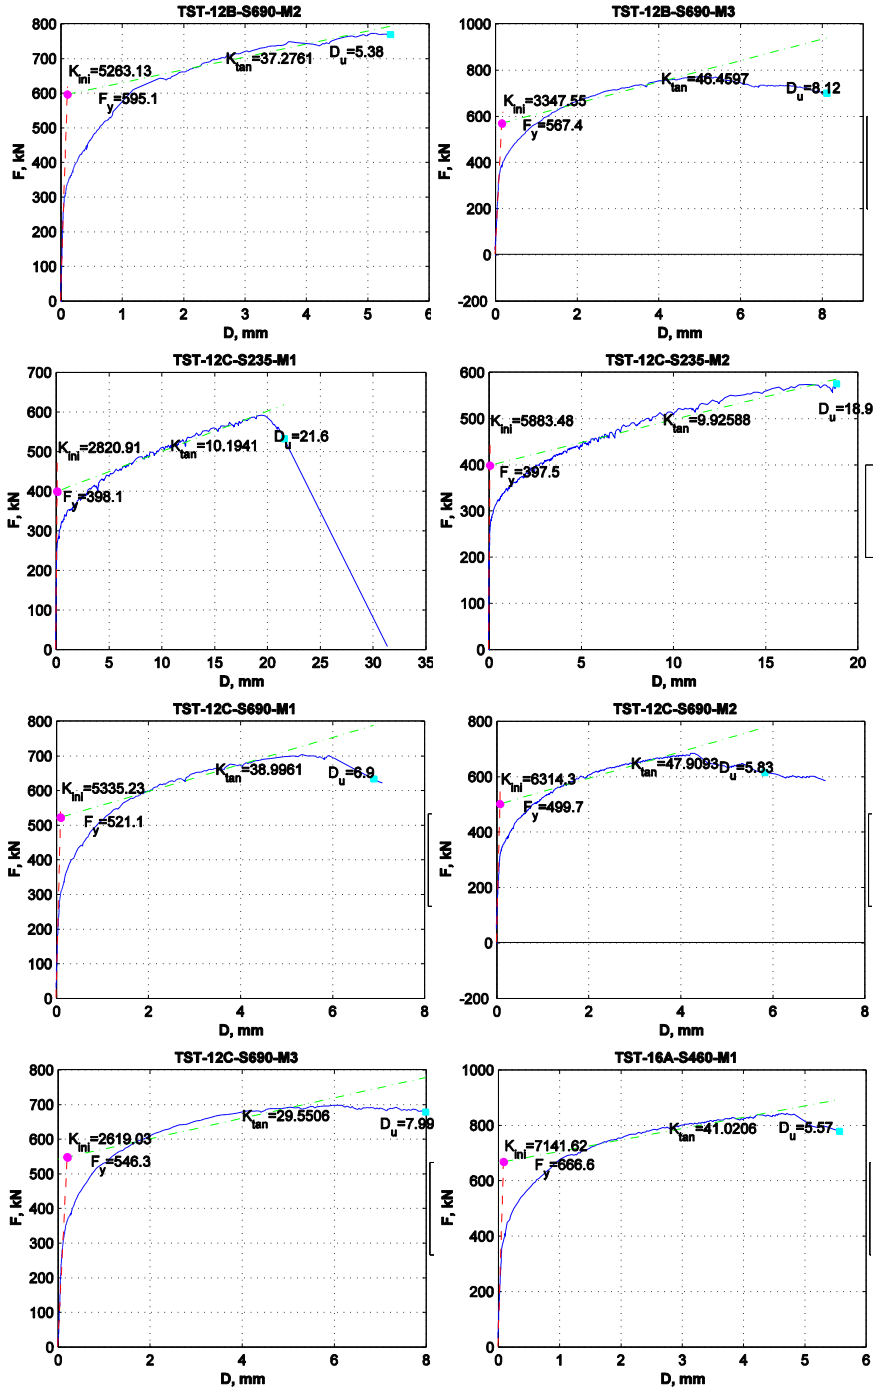 TST-12B-S690-M2
800
700
600
500
400
300
200
100
0
F, kN
K_ini=5263.13
F_y=595.1
K_tan=37.2761
D_u=5.38
0 1 2 3 4 5 6
D, mm
TST-12B-S690-M3
1000
800
600
400
200
0
-200
F, kN
K_ini=3347.55
F_y=567.4
K_tan=46.4597
D_u=8.12
0 2 4 6 8
D, mm
TST-12C-S235-M1
700
600
500
400
300
200
100
0
F, kN
K_ini=2820.91
F_y=398.1
K_tan=10.1941
D_u=21.6
0 5 10 15 20 25 30 35
D, mm
TST-12C-S235-M2
600
500
400
300
200
100
0
F, kN
K_ini=5883.48
F_y=397.5
K_tan=9.92588
D_u=18.9
0 5 10 15 20
D, mm
TST-12C-S690-M1
800
700
600
500
400
300
200
100
0
F, kN
K_ini=5335.23
F_y=521.1
K_tan=38.9961
D_u=6.9
0 2 4 6 8
D, mm
TST-12C-S690-M2
800
600
400
200
0
-200
F, kN
K_ini=6314.3
F_y=499.7
K_tan=47.9093
D_u=5.83
0 2 4 6 8
D, mm
TST-12C-S690-M3
800
700
600
500
400
300
200
100
0
F, kN
K_ini=2619.03
F_y=546.3
K_tan=29.5506
D_u=7.99
0 2 4 6 8
D, mm
TST-16A-S460-M1
1000
800
600
400
200
0
F, kN
K_ini=7141.62
F_y=666.6
K_tan=41.0206
D_u=5.57
0 1 2 3 4 5 6
D, mm